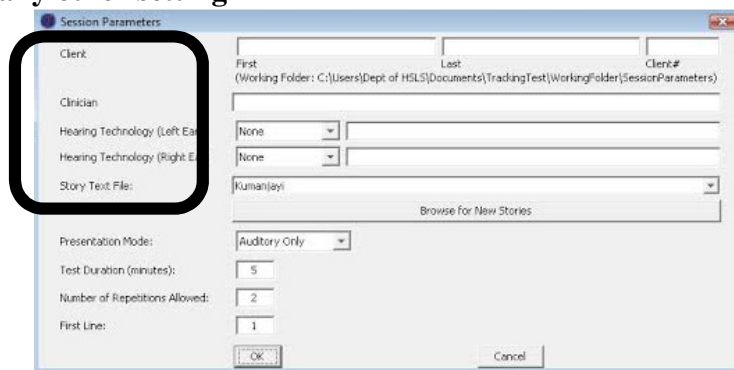 Session Parameters
Client
First Last Client#
(Working Folder: C:\Users\Dept of HSLS\Documents\TrackingTest\WorkingFolder\SessionParameters)
Clinician
Hearing Technology (Left Ea None
Hearing Technology (Right E None
Story Text File: Kumanjayi
Browse for New Stories
Presentation Mode: Auditory Only
Test Duration (minutes): 5
Number of Repetitions Allowed: 2
First Line: 1
OK Cancel